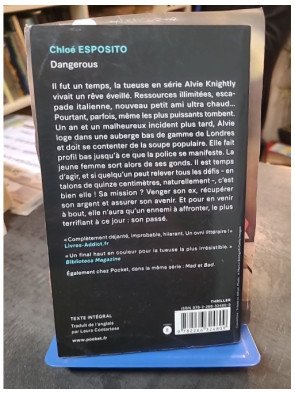 Chloé ESPOSITO
Dangerous
Il fut un temps, la tueuse en série Alvie Knightly
vivait un rêve éveillé. Ressources illimitées, esca-
pade italienne, nouveau petit ami ultra chaud...
Pourtant, parfois, même les plus puissants tombent.
Un an et un malheureux incident plus tard, Alvie
loge dans une auberge bas de gamme de Londres
et doit se contenter de la soupe populaire. Elle fait
profil bas jusqu'à ce que la police se manifeste. La
jeune femme sort alors de ses gonds. Il est temps
d'agir, et si quelqu'un peut relever tous les défis - en
talons de quinze centimètres, naturellement -, c'est
bien elle ! Sa mission ? Venger son ex, récupérer
son argent et assurer son avenir. Et pour en venir
à bout, elle n'aura qu'un ennemi à affronter, le plus
terrifiant à ce jour : son passé.
« Complètement déjanté, improbable, hilarant. Un ovni littéraire ! »
Livres-Addict.fr
« Un final haut en couleur pour la tueuse la plus irrésistible. »
Biblioteca Magazine
Également chez Pocket, dans la même série : Mad et Bad.
THRILLER
TEXTE INTÉGRAL
Traduit de l'anglais
par Laura Contartese
www.pocket.fr